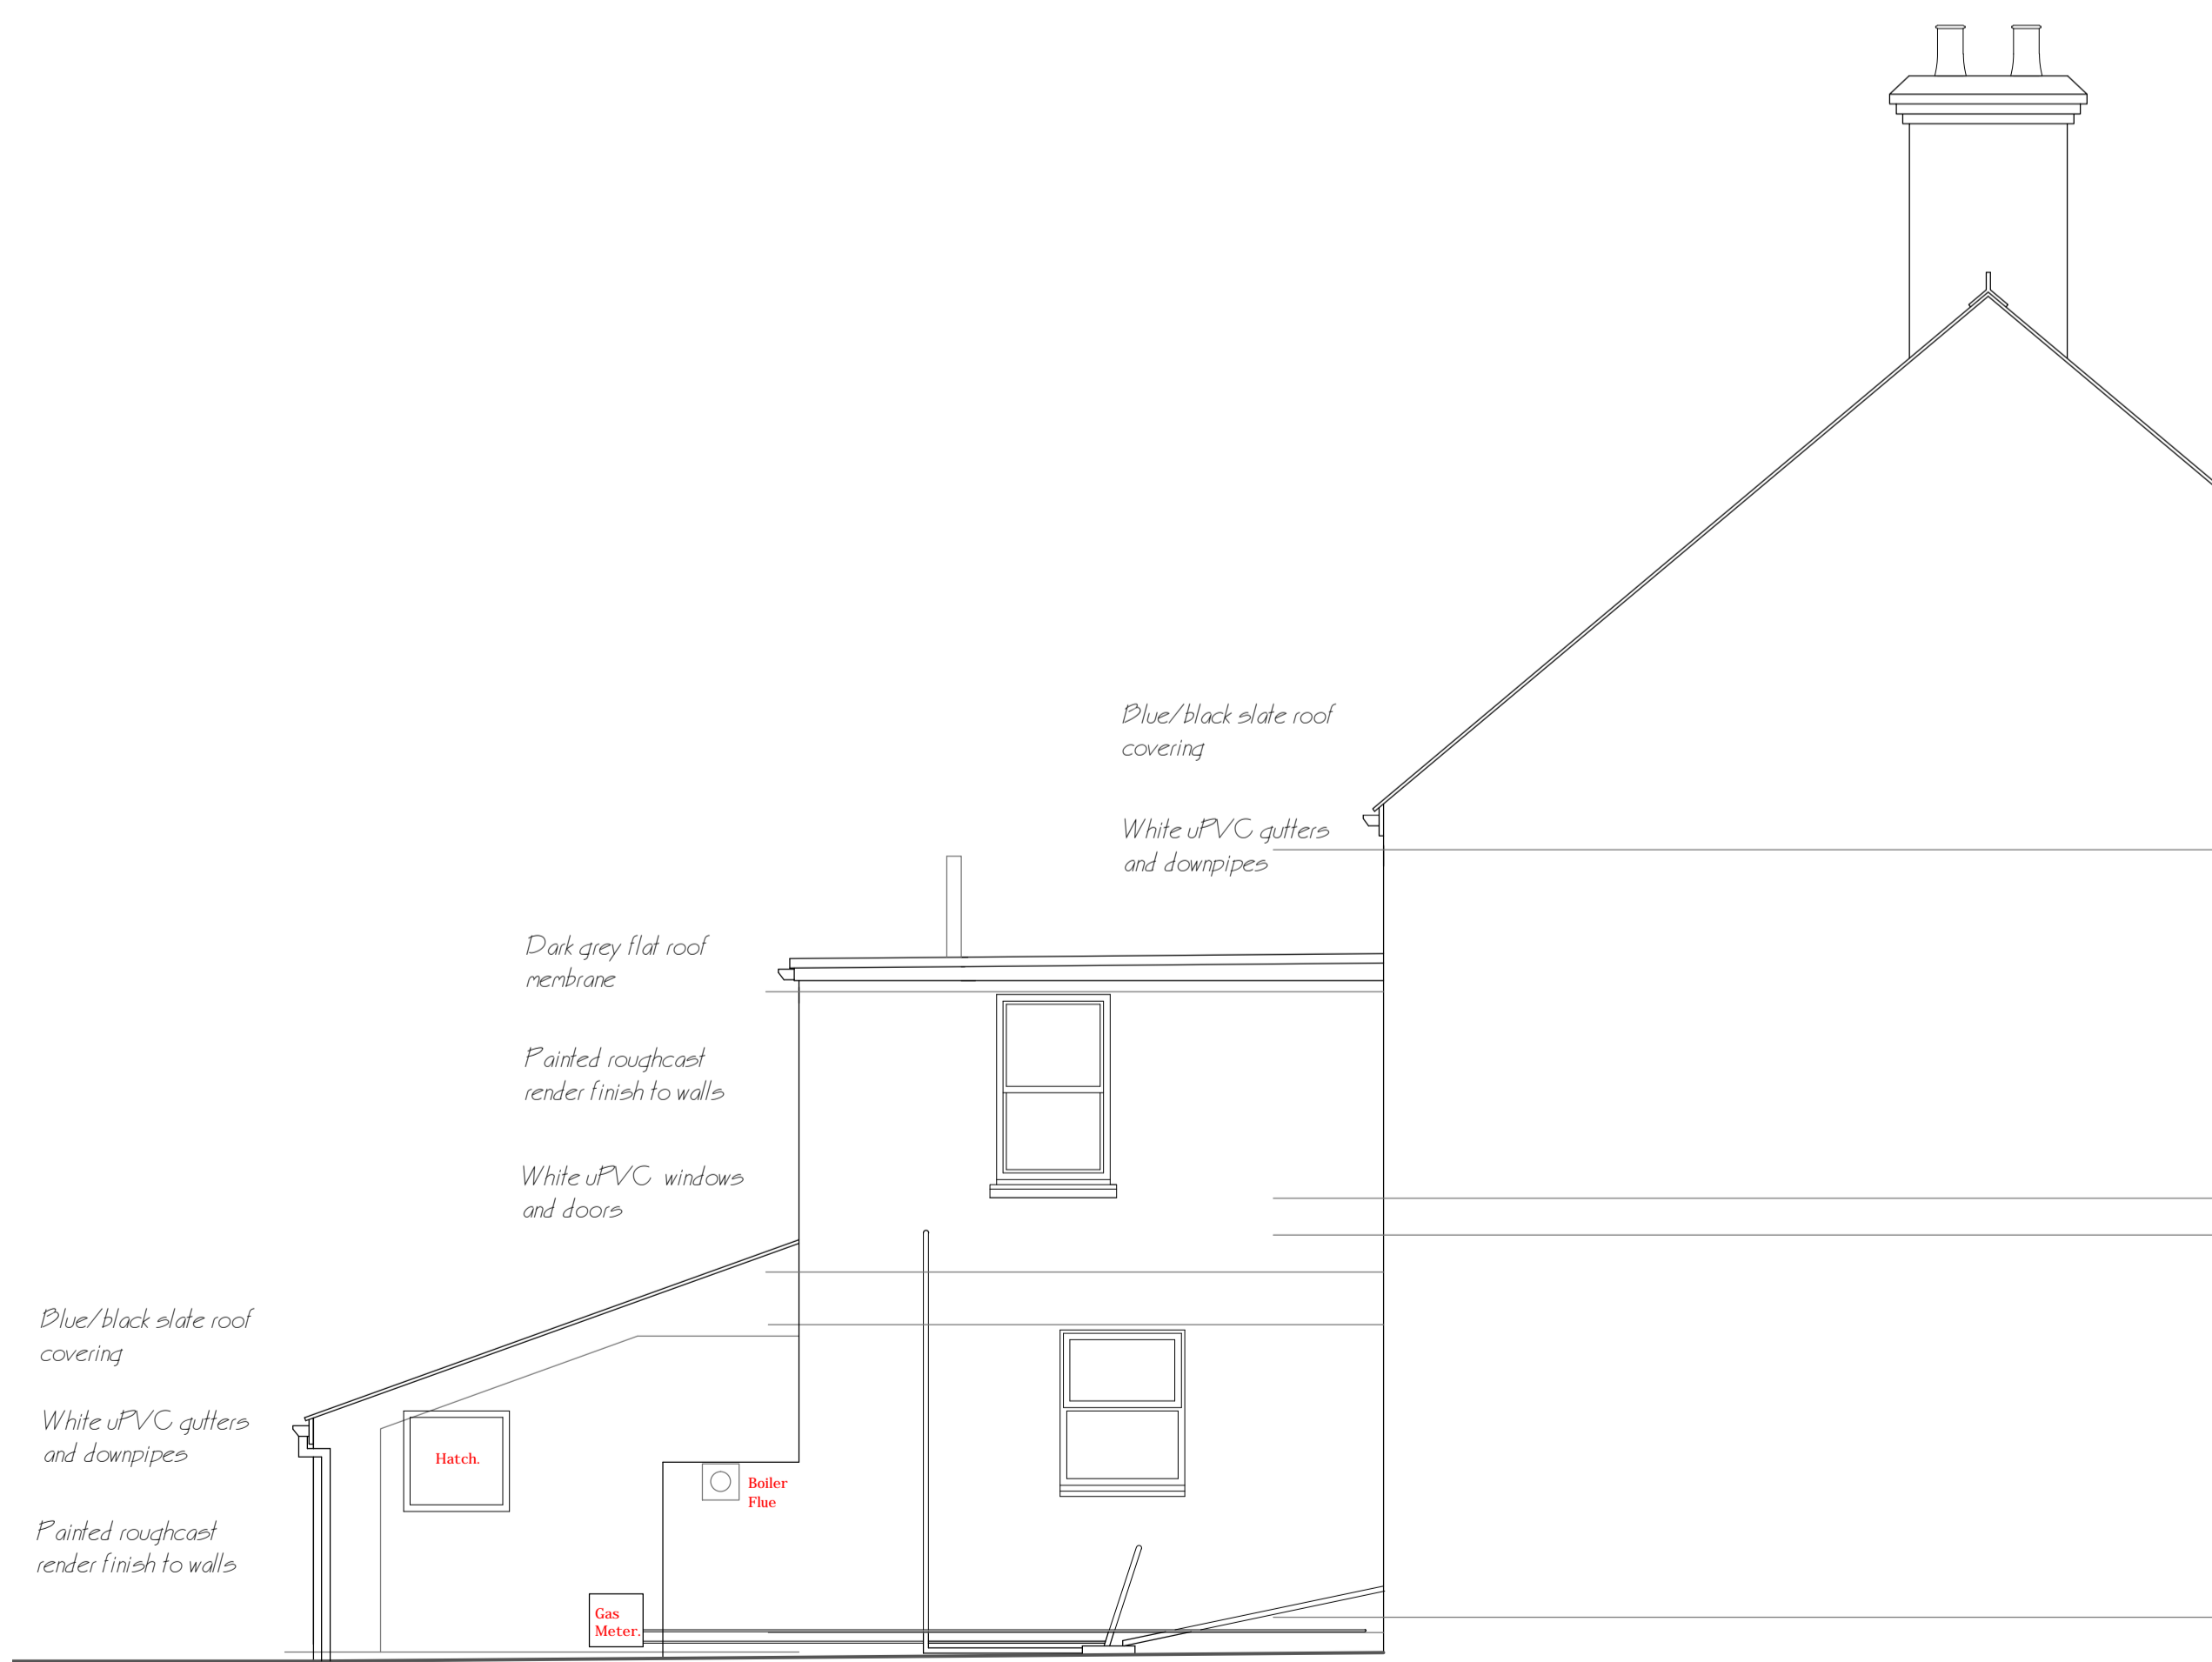 Blue/black slate roof
covering
White uPVC gutters
and downpipes
Dark grey flat roof
membrane
Painted roughcast
render finish to walls
White uPVC windows
and doors
Blue/black slate roof
covering
White uPVC gutters
and downpipes
Painted roughcast
render finish to walls
Hatch.
Boiler
Flue
Gas
Meter.